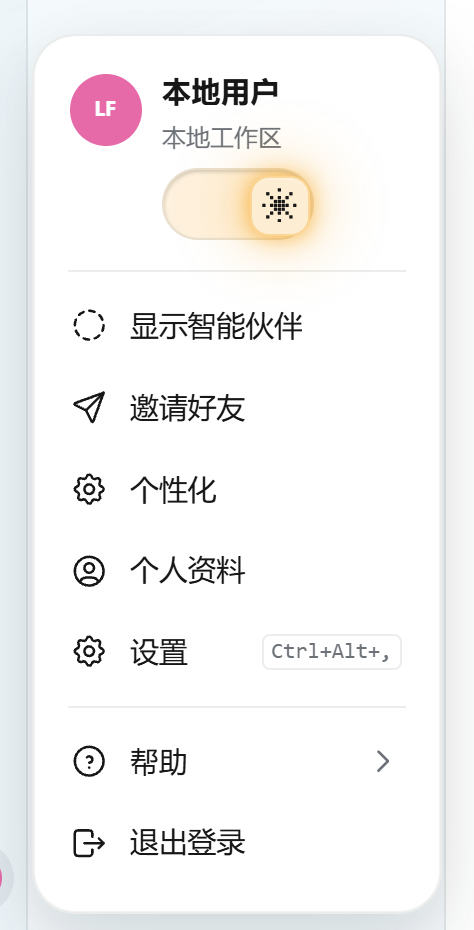 LF
本地用户
本地工作区
显示智能伙伴
邀请好友
个性化
个人资料
设置 Ctrl+Alt+,
帮助
退出登录